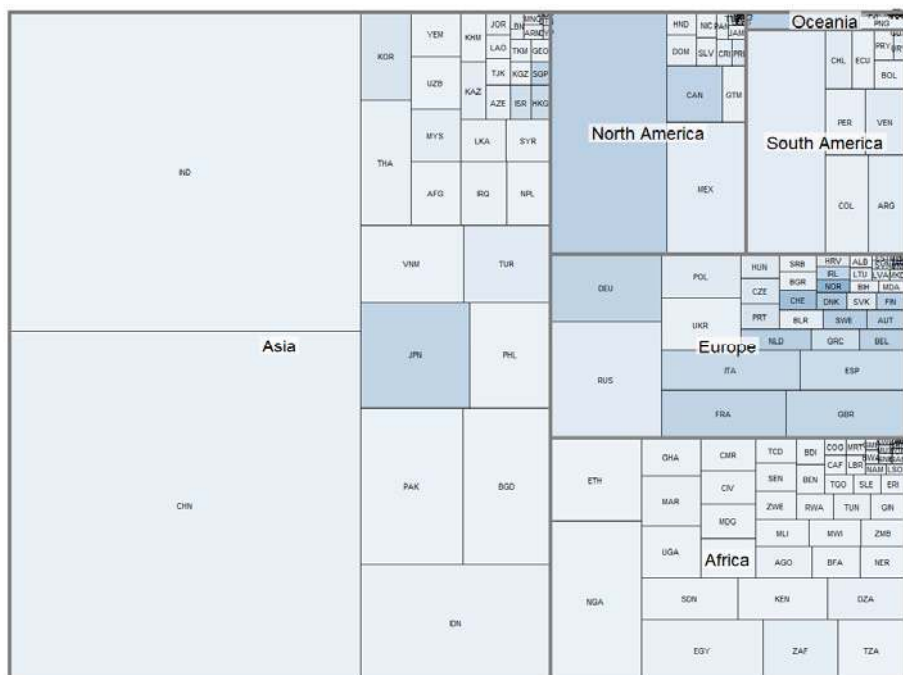 Asia
IND
CHN
KOR
THA
YEM
UZB
MYS
AFG
KHM
KAZ
JOR
LAO
TJK
AZE
LBN
TKM
GEO
KGZ
SGP
ISR
HKG
LKA
SYR
IRQ
NPL
VNM
TUR
JPN
PHL
PAK
BGD
IDN
North America
HND
NIC
DOM
SLV
CRI
PRI
JAM
CAN
GTM
MEX
Oceania
PNG
South America
CHL
ECU
PRY
BOL
PER
VEN
COL
ARG
Europe
DEU
RUS
POL
UKR
HUN
CZE
PRT
SRB
BGR
CHE
BLR
HRV
IRL
NOR
DNK
ALB
LTU
BIH
SVK
LVA
MKD
MDA
FIN
SWE
AUT
NLD
GRC
BEL
ITA
ESP
FRA
GBR
Africa
ETH
NGA
GHA
MAR
UGA
CMR
CIV
MDG
TCD
SEN
ZWE
BDI
BEN
RWA
COG
MRT
CAF
LBR
TGO
SLE
ERI
NAM
LSO
TUN
GIN
MLI
MWI
ZMB
AGO
BFA
NER
SDN
KEN
DZA
EGY
ZAF
TZA